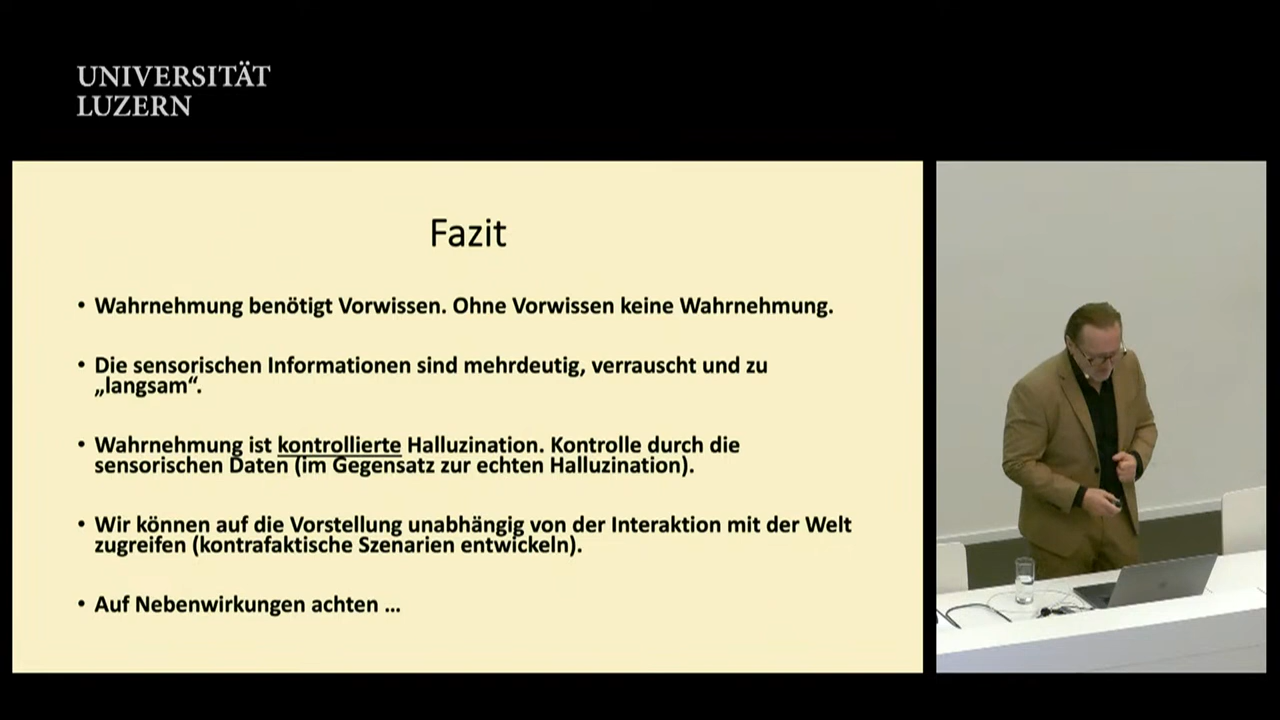 UNIVERSITÄT
LUZERN
Fazit
• Wahrnehmung benötigt Vorwissen. Ohne Vorwissen keine Wahrnehmung.
• Die sensorischen Informationen sind mehrdeutig, verrauscht und zu
„langsam“.
• Wahrnehmung ist kontrollierte Halluzination. Kontrolle durch die
sensorischen Daten (im Gegensatz zur echten Halluzination).
• Wir können auf die Vorstellung unabhängig von der Interaktion mit der Welt
zugreifen (kontrafaktische Szenarien entwickeln).
• Auf Nebenwirkungen achten ...